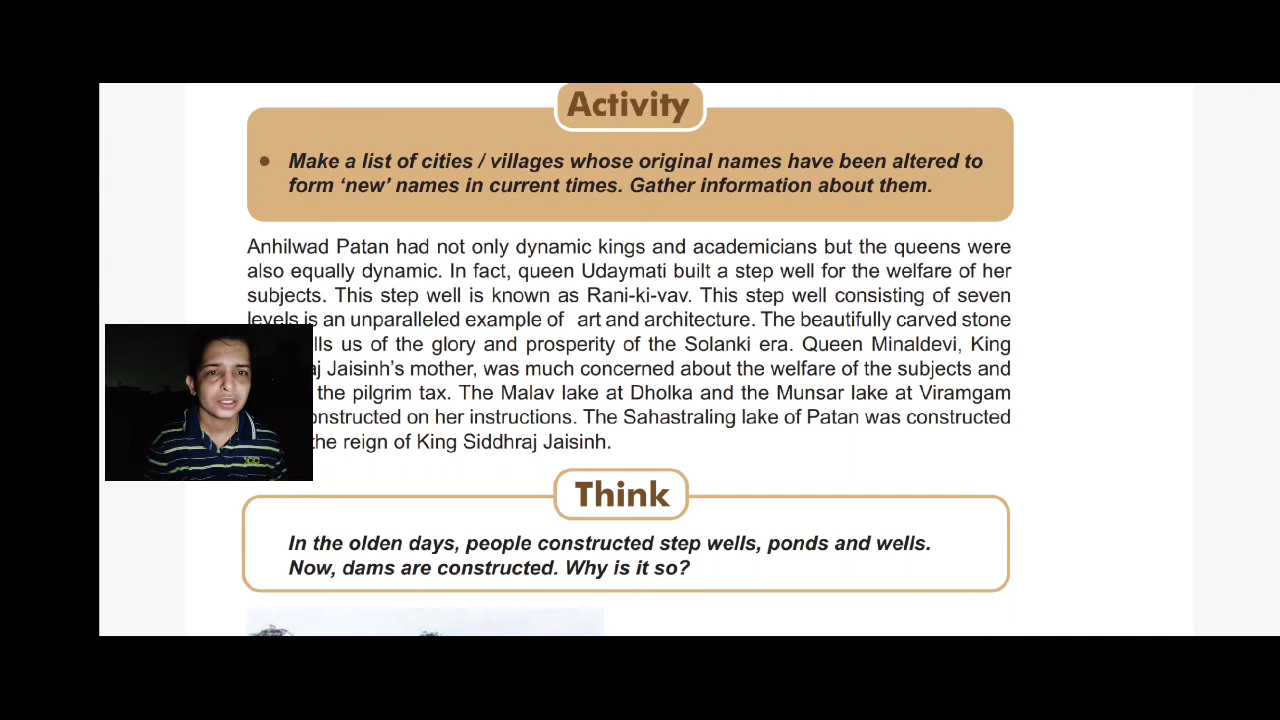 Activity
● Make a list of cities / villages whose original names have been altered to
form ‘new’ names in current times. Gather information about them.
Anhilwad Patan had not only dynamic kings and academicians but the queens were
also equally dynamic. In fact, queen Udaymati built a step well for the welfare of her
subjects. This step well is known as Rani-ki-vav. This step well consisting of seven
levels is an unparalleled example of art and architecture. The beautifully carved stone
us of the glory and prosperity of the Solanki era. Queen Minaldevi, King
Jaisinh’s mother, was much concerned about the welfare of the subjects and
the pilgrim tax. The Malav lake at Dholka and the Munsar lake at Viramgam
on her instructions. The Sahastraling lake of Patan was constructed
the reign of King Siddhraj Jaisinh.
Think
In the olden days, people constructed step wells, ponds and wells.
Now, dams are constructed. Why is it so?